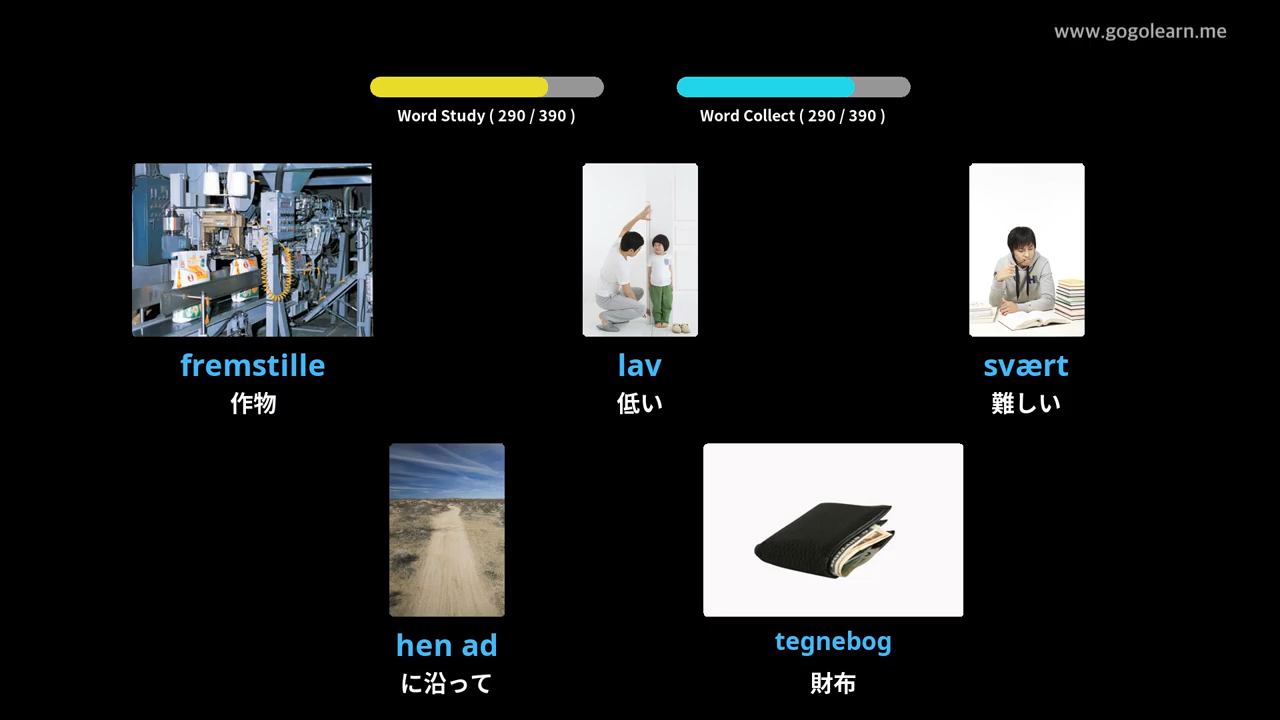 www.gogolearn.me
Word Study ( 290 / 390 )
Word Collect ( 290 / 390 )
fremstille
作物
lav
低い
svært
難しい
hen ad
に沿って
tegnebog
財布